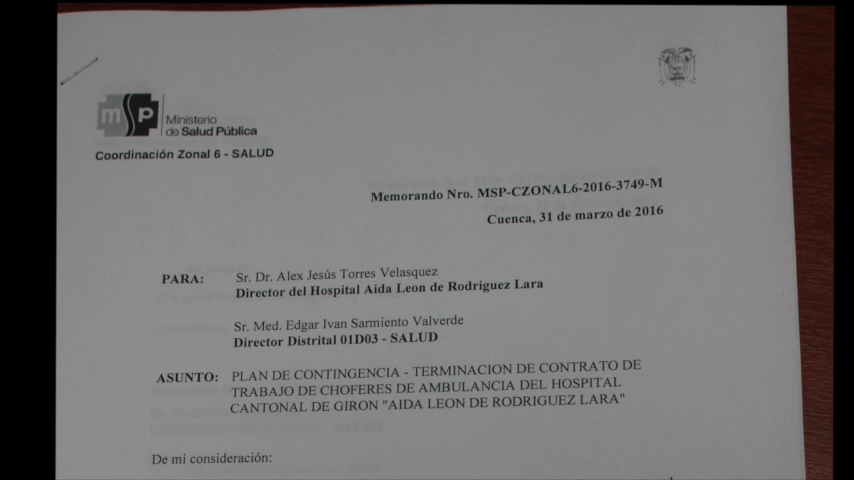 msp Ministerio
de Salud Pública
Coordinación Zonal 6 - SALUD
Memorando Nro. MSP-CZONAL6-2016-3749-M
Cuenca, 31 de marzo de 2016
PARA: Sr. Dr. Alex Jesús Torres Velasquez
Director del Hospital Aida Leon de Rodriguez Lara
Sr. Med. Edgar Ivan Sarmiento Valverde
Director Distrital 01D03 - SALUD
ASUNTO: PLAN DE CONTINGENCIA - TERMINACION DE CONTRATO DE
TRABAJO DE CHOFERES DE AMBULANCIA DEL HOSPITAL
CANTONAL DE GIRON "AIDA LEON DE RODRIGUEZ LARA"
De mi consideración: